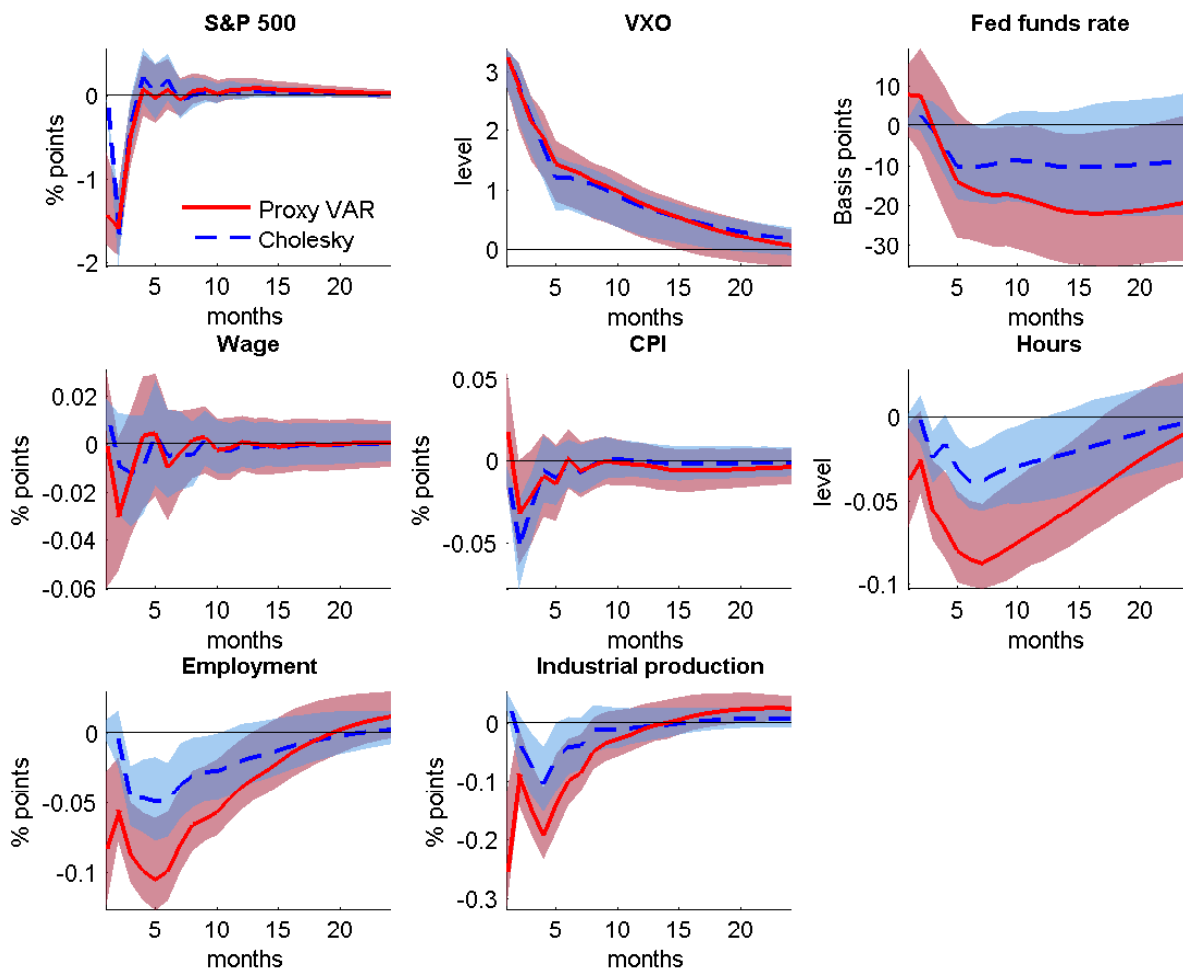 S&P 500
% points
0
-1
-2
5
10
15
20
months
Proxy VAR
Cholesky
VXO
level
3
2
1
0
5
10
15
20
months
Fed funds rate
Basis points
10
0
-10
-20
-30
5
10
15
20
months
Wage
% points
0.02
0
-0.02
-0.04
-0.06
5
10
15
20
months
CPI
% points
0.05
0
-0.05
5
10
15
20
months
Hours
level
0
-0.05
-0.1
5
10
15
20
months
Employment
% points
0
-0.05
-0.1
5
10
15
20
months
Industrial production
% points
0
-0.1
-0.2
-0.3
5
10
15
20
months